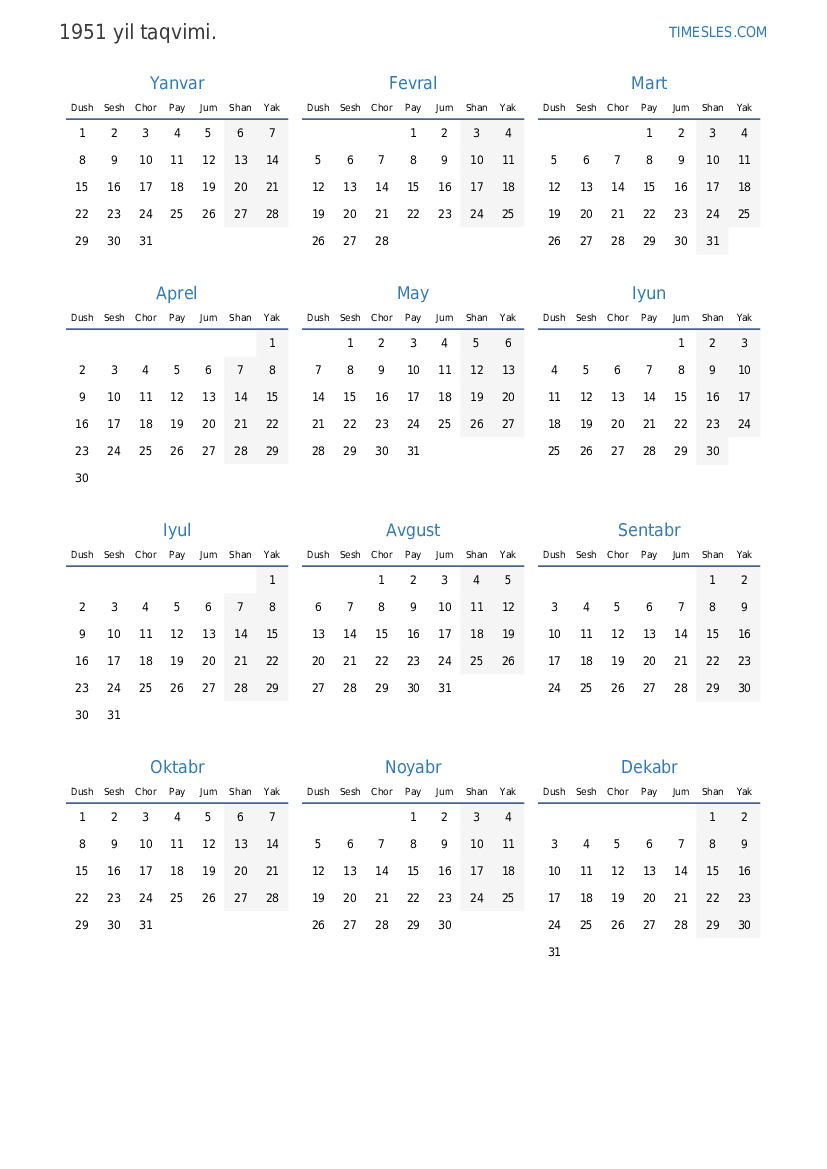 1951 yil taqvimi. TIMESLES.COM
Yanvar Fevral Mart
Dush Sesh Chor Pay Jum Shan Yak Dush Sesh Chor Pay Jum Shan Yak Dush Sesh Chor Pay Jum Shan Yak
1 2 3 4 5 6 7 1 2 3 4 1 2 3 4
8 9 10 11 12 13 14 5 6 7 8 9 10 11 5 6 7 8 9 10 11
15 16 17 18 19 20 21 12 13 14 15 16 17 18 12 13 14 15 16 17 18
22 23 24 25 26 27 28 19 20 21 22 23 24 25 19 20 21 22 23 24 25
29 30 31 26 27 28 26 27 28 29 30 31
Aprel May Iyun
Dush Sesh Chor Pay Jum Shan Yak Dush Sesh Chor Pay Jum Shan Yak Dush Sesh Chor Pay Jum Shan Yak
1 1 2 3 4 5 6 1 2 3
2 3 4 5 6 7 8 7 8 9 10 11 12 13 4 5 6 7 8 9 10
9 10 11 12 13 14 15 14 15 16 17 18 19 20 11 12 13 14 15 16 17
16 17 18 19 20 21 22 21 22 23 24 25 26 27 18 19 20 21 22 23 24
23 24 25 26 27 28 29 28 29 30 31 25 26 27 28 29 30
30
Iyul Avgust Sentabr
Dush Sesh Chor Pay Jum Shan Yak Dush Sesh Chor Pay Jum Shan Yak Dush Sesh Chor Pay Jum Shan Yak
1 1 2 3 4 5 1 2
2 3 4 5 6 7 8 6 7 8 9 10 11 12 3 4 5 6 7 8 9
9 10 11 12 13 14 15 13 14 15 16 17 18 19 10 11 12 13 14 15 16
16 17 18 19 20 21 22 20 21 22 23 24 25 26 17 18 19 20 21 22 23
23 24 25 26 27 28 29 27 28 29 30 31 24 25 26 27 28 29 30
30 31
Oktabr Noyabr Dekabr
Dush Sesh Chor Pay Jum Shan Yak Dush Sesh Chor Pay Jum Shan Yak Dush Sesh Chor Pay Jum Shan Yak
1 2 3 4 5 6 7 1 2 3 4 1 2
8 9 10 11 12 13 14 5 6 7 8 9 10 11 3 4 5 6 7 8 9
15 16 17 18 19 20 21 12 13 14 15 16 17 18 10 11 12 13 14 15 16
22 23 24 25 26 27 28 19 20 21 22 23 24 25 17 18 19 20 21 22 23
29 30 31 26 27 28 29 30 24 25 26 27 28 29 30
31